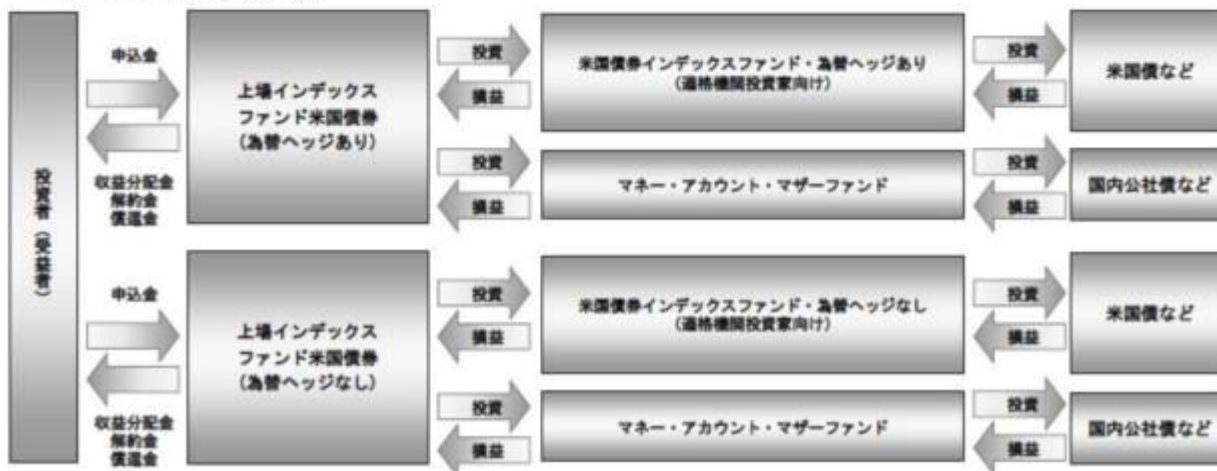 投資者（受益者）
申込金
収益分配金
解約金
償還金
上場インデックス
ファンド米国債券
(為替ヘッジあり)
投資
損益
米国債券インデックスファンド・為替ヘッジあり
(適格機関投資家向け)
投資
損益
米国債など
投資
損益
マネー・アカウント・マザーファンド
投資
損益
国内公社債など
申込金
収益分配金
解約金
償還金
上場インデックス
ファンド米国債券
(為替ヘッジなし)
投資
損益
米国債券インデックスファンド・為替ヘッジなし
(適格機関投資家向け)
投資
損益
米国債など
投資
損益
マネー・アカウント・マザーファンド
投資
損益
国内公社債など